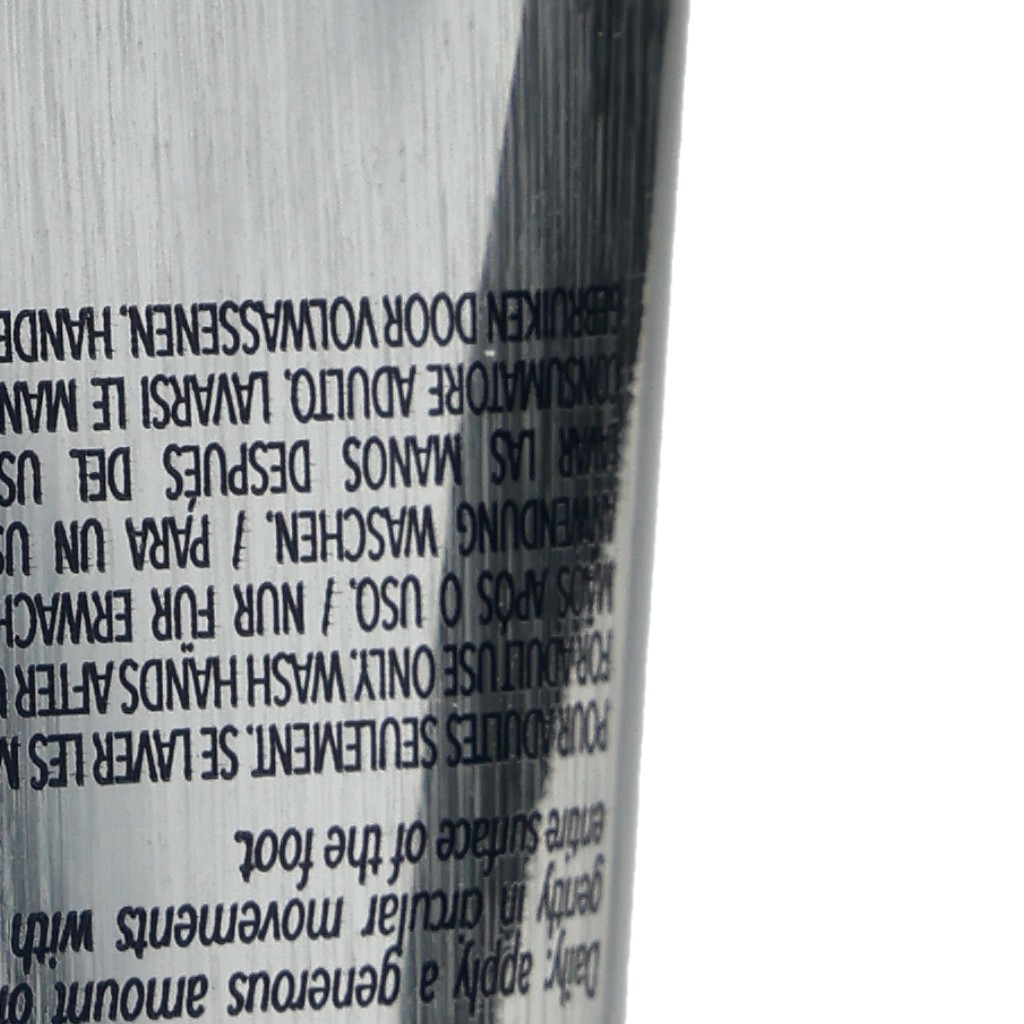 Daily: apply a generous amount
gently in circular movements with
entire surface of the foot.
POUR ADULTES SEULEMENT. SE LAVER LES M
FOR ADULT USE ONLY. WASH HANDS AFTER
MÃOS APÓS O USO. / NUR FÜR ERWACH
ANWENDUNG WASCHEN. / PARA UN US
LAVAR LAS MANOS DESPUÉS DEL US
CONSUMATORE ADULTO. LAVARSI LE MAN
GEBRUIKEN DOOR VOLWASSENEN. HANDE